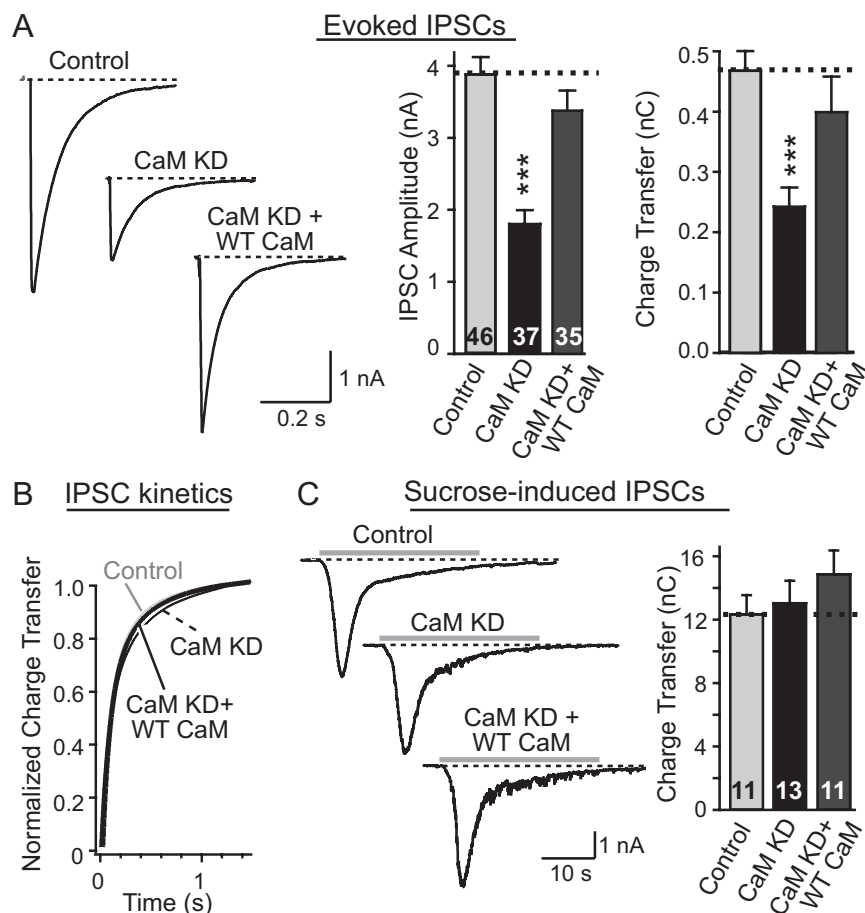 A
Evoked IPSCs
Control
CaM KD
CaM KD +
WT CaM
1 nA
0.2 s
IPSC Amplitude (nA)
4
3
2
1
0
***
46
37
35
Control
CaM KD
CaM KD+
WT CaM
Charge Transfer (nC)
0.5
0.4
0.3
0.2
0.1
0.0
***
Control
CaM KD
CaM KD+
WT CaM
B
IPSC kinetics
Normalized Charge Transfer
1.0
0.8
0.6
0.4
0.2
0
Control
CaM KD
CaM KD+
WT CaM
0
1
Time (s)
C
Sucrose-induced IPSCs
Control
CaM KD
CaM KD +
WT CaM
1 nA
10 s
Charge Transfer (nC)
16
12
8
4
0
11
13
11
Control
CaM KD
CaM KD+
WT CaM